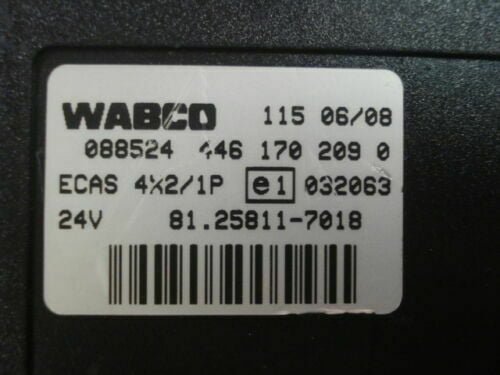 WABCO 115 06/08
088524 446 170 209 0
ECAS 4X2/1P e1 032063
24V 81.25811-7018